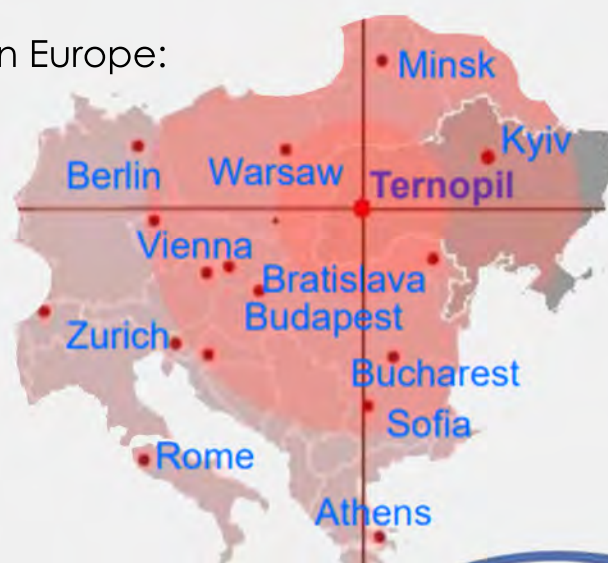 n Europe:
Minsk
Kyiv
Berlin
Warsaw
Ternopil
Vienna
Bratislava
Budapest
Zurich
Bucharest
Sofia
Rome
Athens